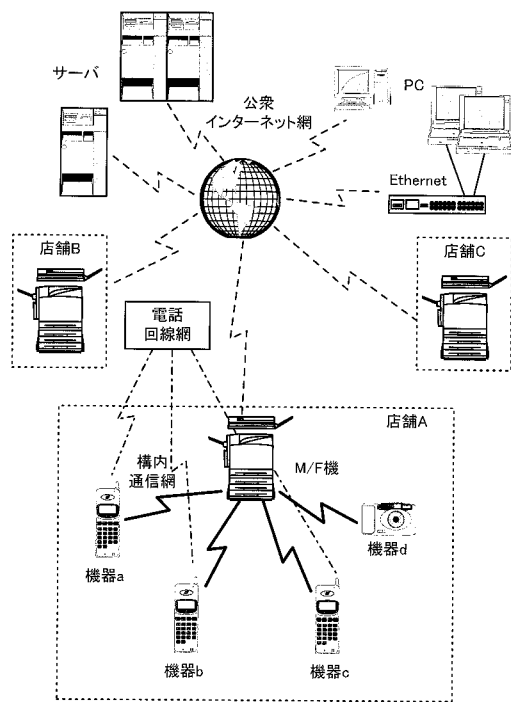 サーバ
公衆
インターネット網
PC
Ethernet
店舗B
店舗C
電話
回線網
店舗A
M/F機
構内
通信網
機器a
機器d
機器b
機器c